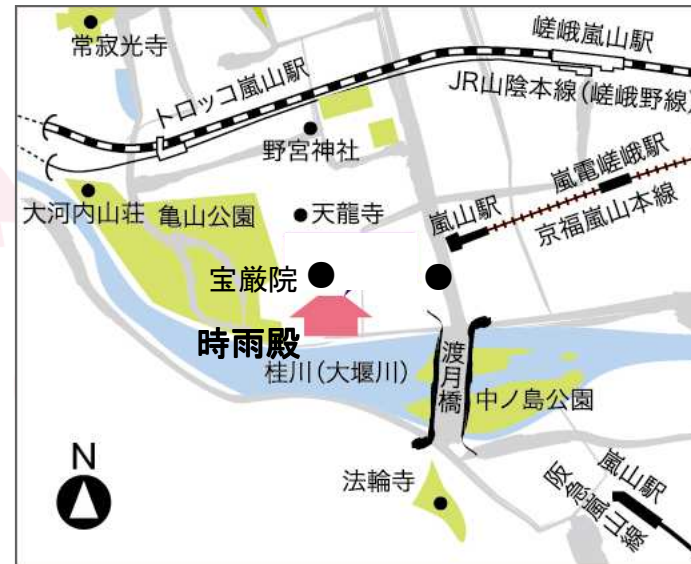 常寂光寺
嵯峨嵐山駅
トロッコ嵐山駅
JR山陰本線(嵯峨野線)
野宮神社
嵐電嵯峨駅
大河内山荘
亀山公園
天龍寺
嵐山駅
京福嵐山本線
宝厳院
時雨殿
桂川(大堰川)
渡月橋
中ノ島公園
法輪寺
嵐山駅
阪急嵐山線
N